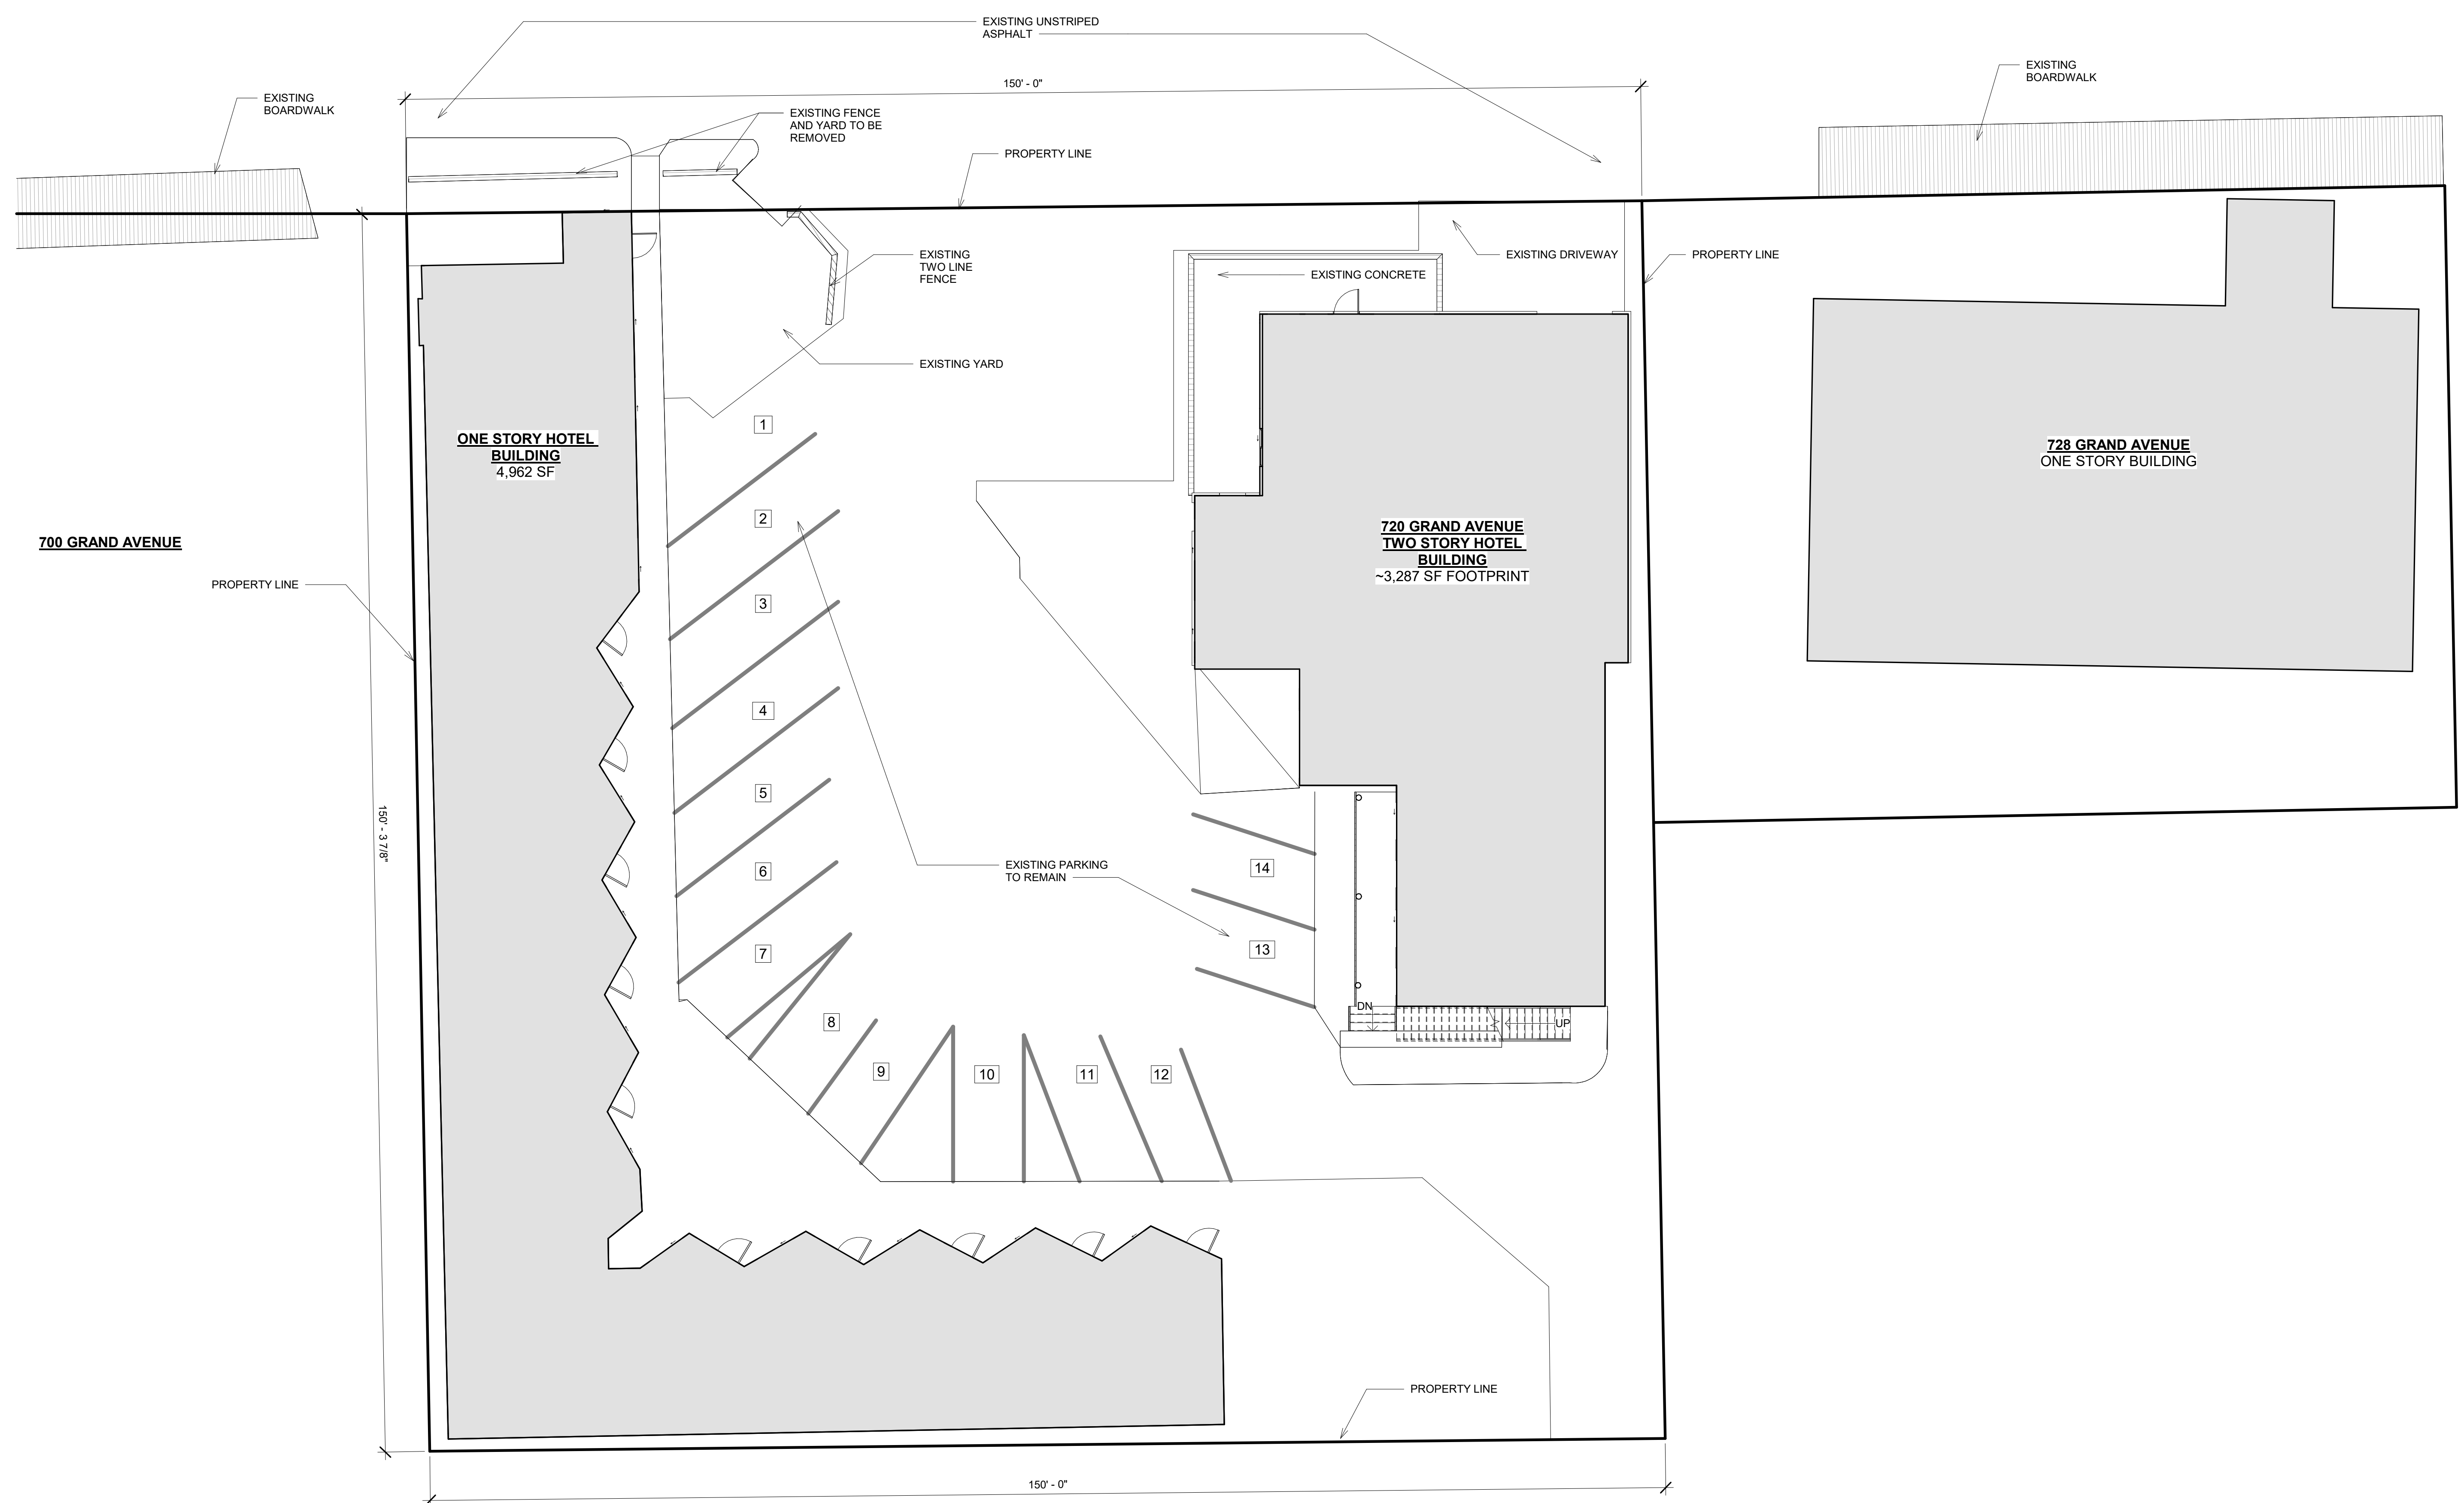 EXISTING UNSTRIPED
ASPHALT
150' - 0"
EXISTING
BOARDWALK
EXISTING
BOARDWALK
EXISTING FENCE
AND YARD TO BE
REMOVED
PROPERTY LINE
EXISTING
TWO LINE
FENCE
EXISTING DRIVEWAY
PROPERTY LINE
EXISTING CONCRETE
EXISTING YARD
1
ONE STORY HOTEL
BUILDING
4,962 SF
728 GRAND AVENUE
ONE STORY BUILDING
2
720 GRAND AVENUE
TWO STORY HOTEL
BUILDING
~3,287 SF FOOTPRINT
700 GRAND AVENUE
PROPERTY LINE
3
4
5
150' - 3 7/8"
6
EXISTING PARKING
TO REMAIN
14
7
13
DN
UP
8
9
10
11
12
PROPERTY LINE
150' - 0"